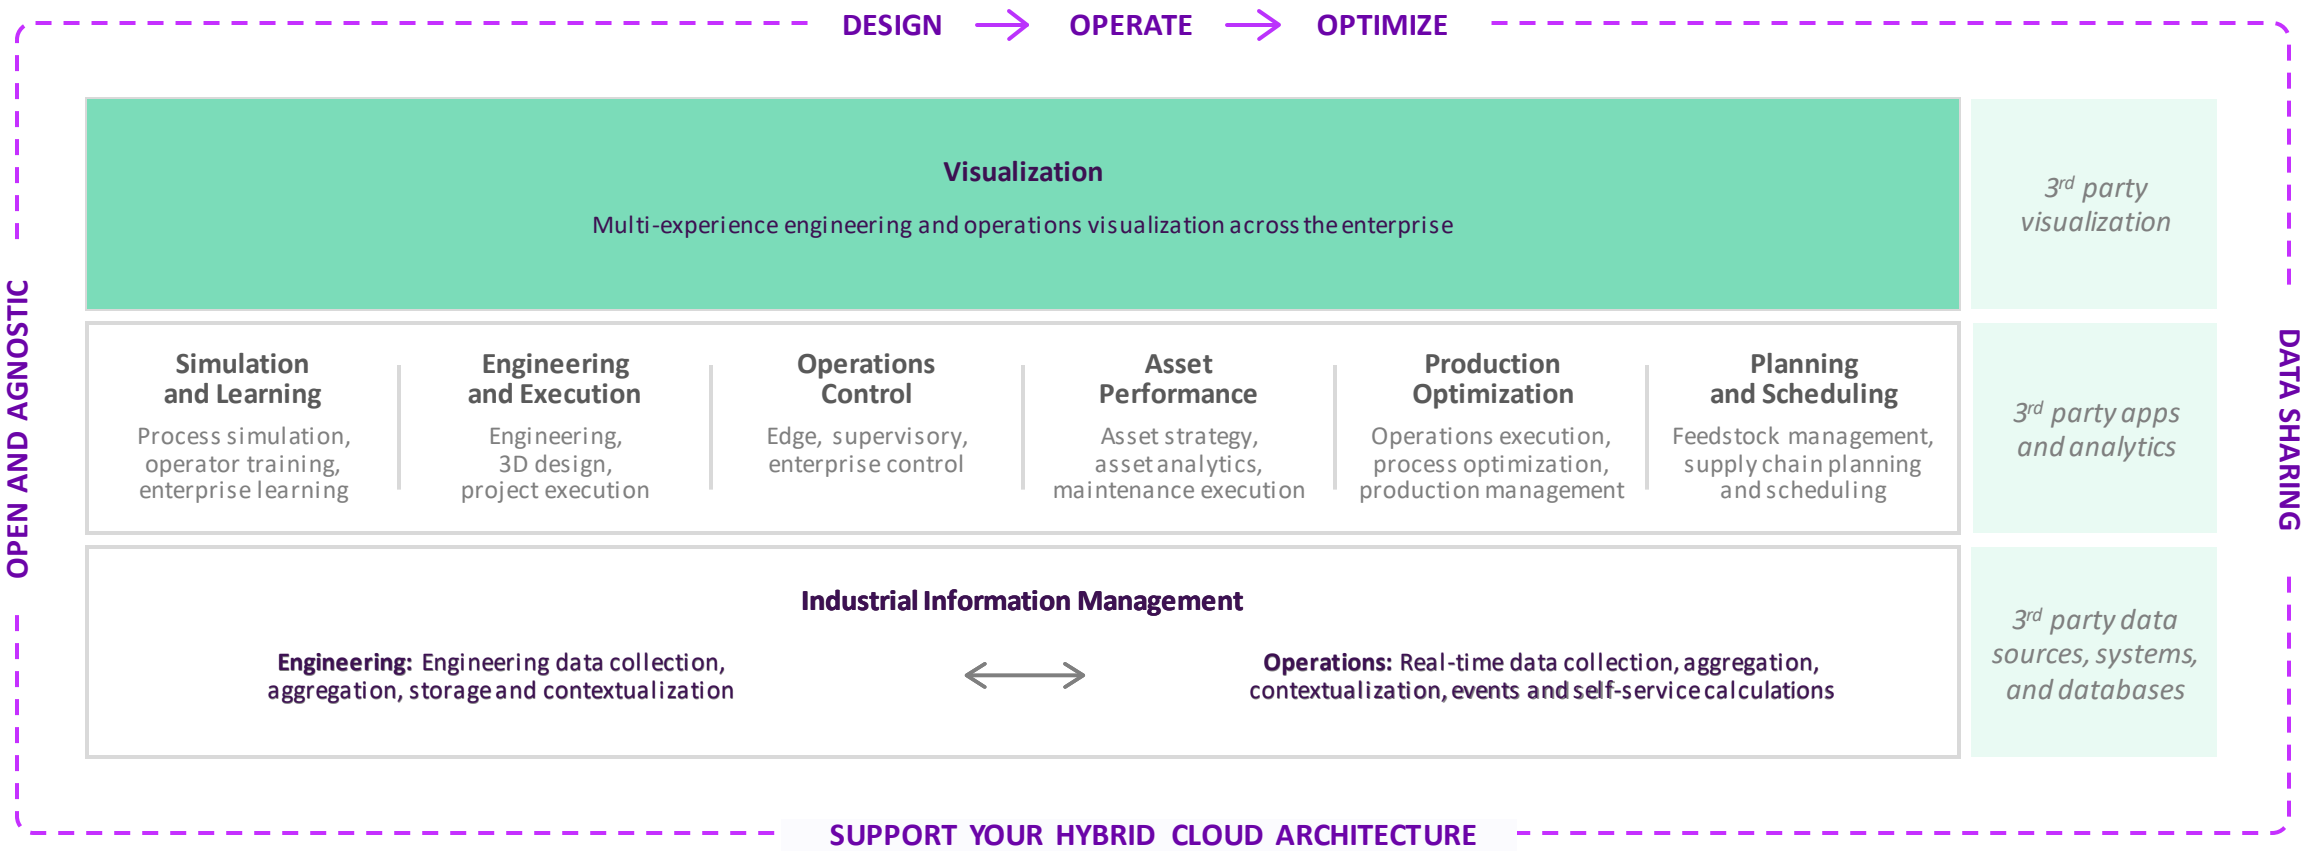 DESIGN → OPERATE → OPTIMIZE
OPEN AND AGNOSTIC
Visualization
Multi-experience engineering and operations visualization across the enterprise
3rd party
visualization
Simulation
and Learning
Process simulation,
operator training,
enterprise learning
Engineering
and Execution
Engineering,
3D design,
project execution
Operations
Control
Edge, supervisory,
enterprise control
Asset
Performance
Asset strategy,
asset analytics,
maintenance execution
Production
Optimization
Operations execution,
process optimization,
production management
Planning
and Scheduling
Feedstock management,
supply chain planning
and scheduling
3rd party apps
and analytics
Industrial Information Management
Engineering: Engineering data collection,
aggregation, storage and contextualization
Operations: Real-time data collection, aggregation,
contextualization, events and self-service calculations
3rd party data
sources, systems,
and databases
DATA SHARING
SUPPORT YOUR HYBRID CLOUD ARCHITECTURE